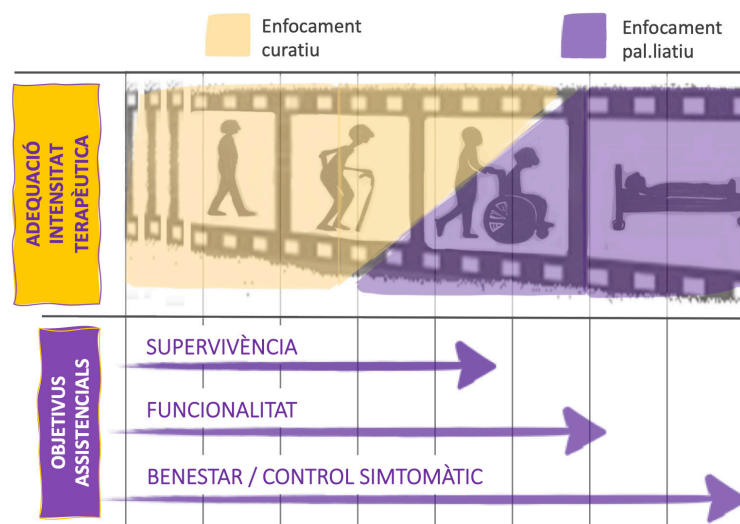 Enfocament
curatiu
Enfocament
pal.liatiu
ADEQUACIÓ
INTENSITAT
TERAPÈUTICA
OBJETIVUS
ASSISTENCIALS
SUPERVIVÈNCIA
FUNCIONALITAT
BENESTAR / CONTROL SIMTOMÀTIC